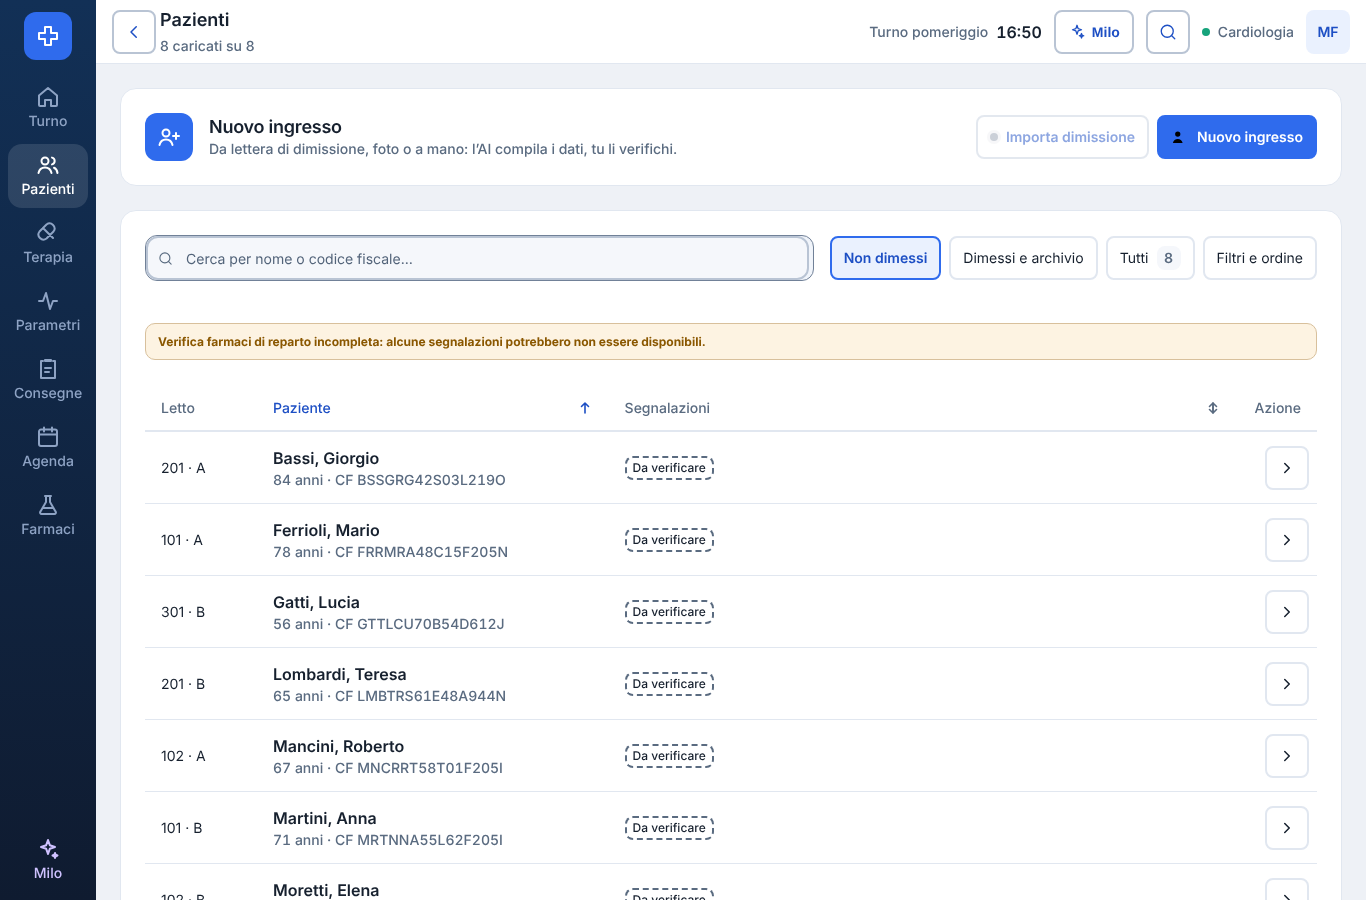 Turno
Pazienti
Terapia
Parametri
Consegne
Agenda
Farmaci
Milo
Pazienti
8 caricati su 8
Turno pomeriggio 16:50
Milo
Cardiologia
MF
Nuovo ingresso
Da lettera di dimissione, foto o a mano: l'AI compila i dati, tu li verifichi.
Importa dimissione
Nuovo ingresso
Cerca per nome o codice fiscale...
Non dimessi
Dimessi e archivio
Tutti 8
Filtri e ordine
Verifica farmaci di reparto incompleta: alcune segnalazioni potrebbero non essere disponibili.
Letto Paziente Segnalazioni Azione
201 · A
Bassi, Giorgio
84 anni · CF BSSGRG42S03L219O
Da verificare
101 · A
Ferrioli, Mario
78 anni · CF FRRMRA48C15F205N
Da verificare
301 · B
Gatti, Lucia
56 anni · CF GTTLCU70B54D612J
Da verificare
201 · B
Lombardi, Teresa
65 anni · CF LMBTRS61E48A944N
Da verificare
102 · A
Mancini, Roberto
67 anni · CF MNCRRT58T01F205I
Da verificare
101 · B
Martini, Anna
71 anni · CF MRTNNA55L62F205I
Da verificare
102 · B
Moretti, Elena
Da verificare